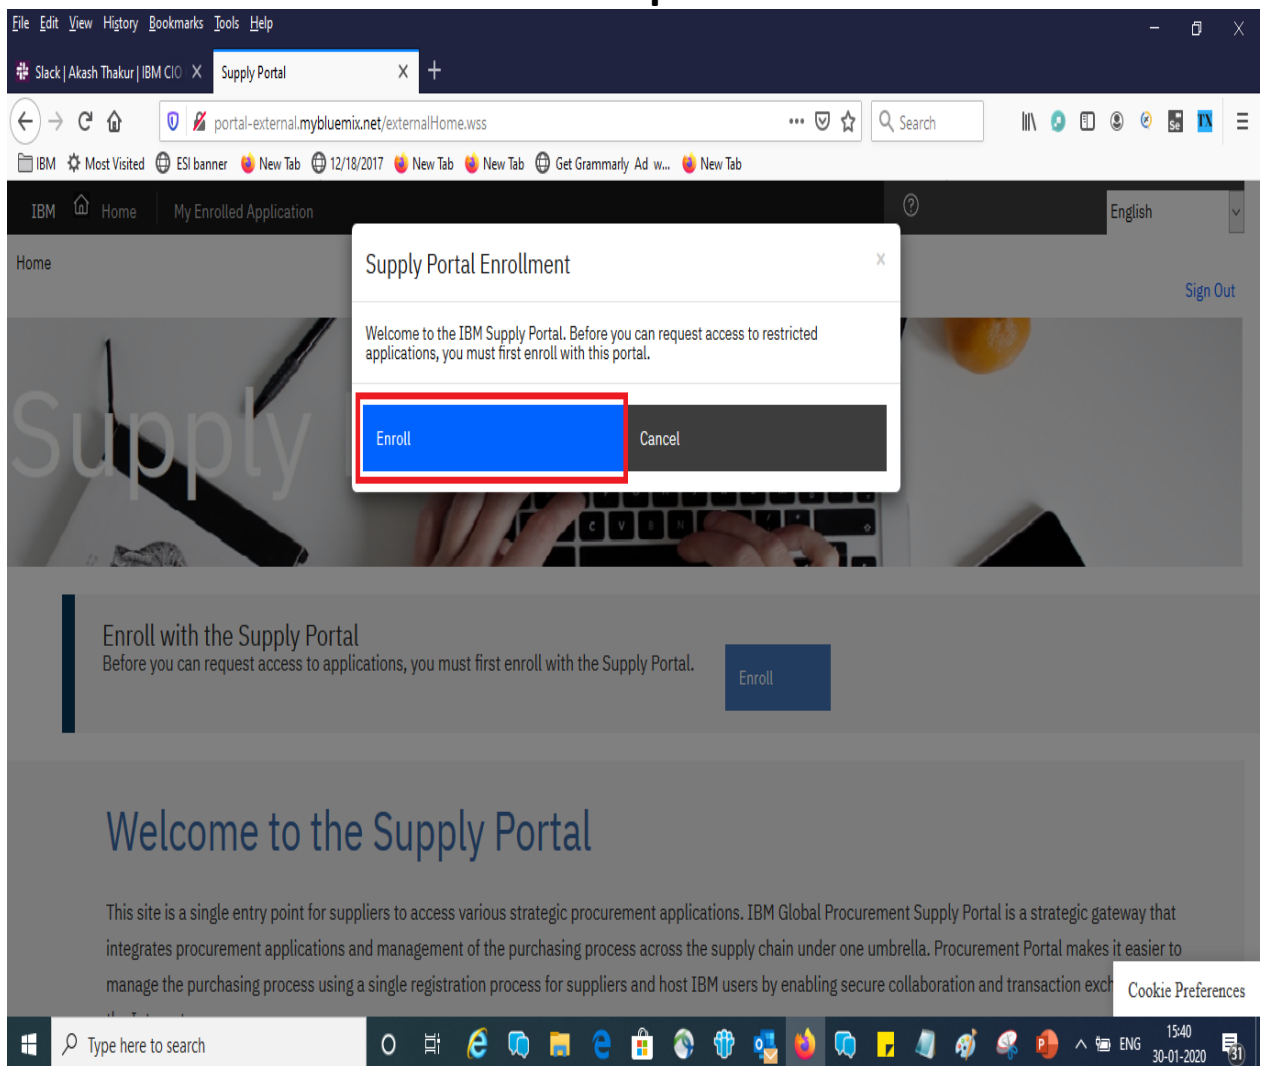 File Edit View History Bookmarks Tools Help
Slack | Akash Thakur | IBM CIO
Supply Portal
portal-external.mybluemix.net/externalHome.wss
Search
IBM Most Visited ESI banner New Tab 12/18/2017 New Tab New Tab Get Grammarly Ad w... New Tab
IBM Home My Enrolled Application
English
Home
Sign Out
Supply Portal Enrollment
Welcome to the IBM Supply Portal. Before you can request access to restricted
applications, you must first enroll with this portal.
Enroll Cancel
Supply
C V B N
Enroll with the Supply Portal
Before you can request access to applications, you must first enroll with the Supply Portal.
Enroll
Welcome to the Supply Portal
This site is a single entry point for suppliers to access various strategic procurement applications. IBM Global Procurement Supply Portal is a strategic gateway that
integrates procurement applications and management of the purchasing process across the supply chain under one umbrella. Procurement Portal makes it easier to
manage the purchasing process using a single registration process for suppliers and host IBM users by enabling secure collaboration and transaction exch
Cookie Preferences
Type here to search
ENG
15:40
30-01-2020
31